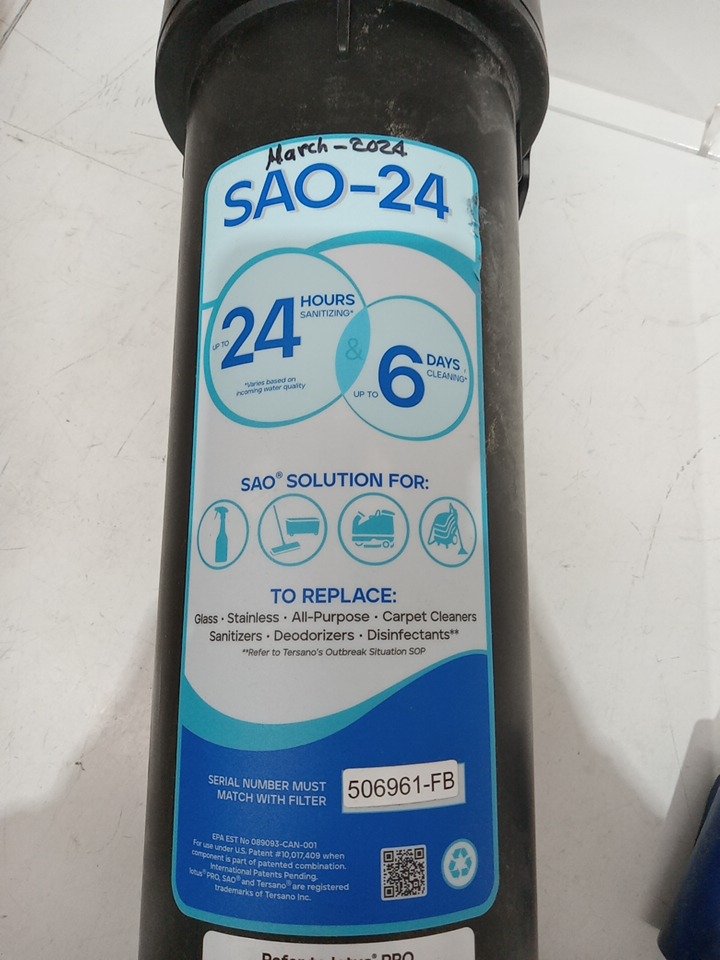 March-2024
SAO-24
UP TO 24 HOURS SANITIZING*
*Varies based on
incoming water quality
&
UP TO 6 DAYS CLEANING*
SAO® SOLUTION FOR:
TO REPLACE:
Glass · Stainless · All-Purpose · Carpet Cleaners
Sanitizers · Deodorizers · Disinfectants**
**Refer to Tersano's Outbreak Situation SOP
SERIAL NUMBER MUST
MATCH WITH FILTER
506961-FB
EPA EST No 089093-CAN-001
For use under U.S. Patent #10,017,409 when
component is part of patented combination.
International Patents Pending.
lotus® PRO, SAO® and Tersano® are registered
trademarks of Tersano Inc.
Refer to lotus® PRO